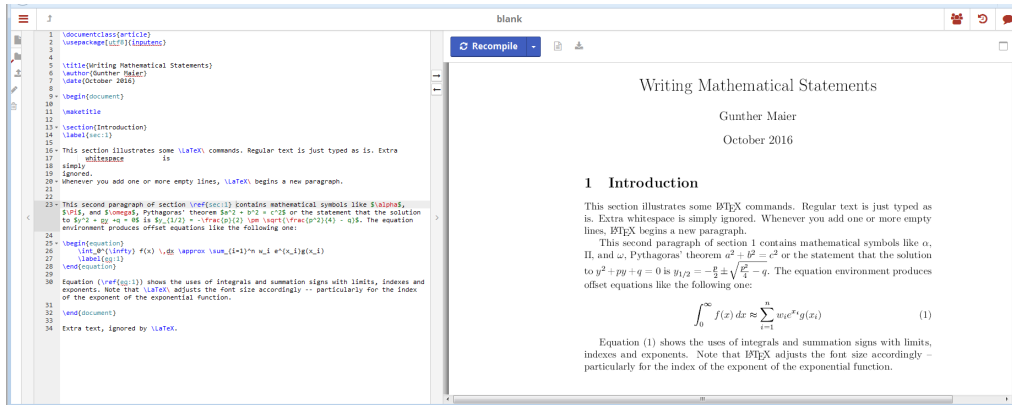 blank
1 \documentclass{article}
2 \usepackage[utf8]{inputenc}
3
4
5 \title{Writing Mathematical Statements}
6 \author{Gunther Maier}
7 \date{October 2016}
8
9 \begin{document}
10
11 \maketitle
12
13 \section{Introduction}
14 \label{sec:1}
15
16 This section illustrates some \LaTeX\ commands. Regular text is just typed as is. Extra
17 whitespace is
18 simply
19 ignored.
20 Whenever you add one or more empty lines, \LaTeX\ begins a new paragraph.
21
22
23 This second paragraph of section \ref{sec:1} contains mathematical symbols like $\alpha$,
$\Pi$, and $\omega$, Pythagoras' theorem $a^2 + b^2 = c^2$ or the statement that the solution
to $y^2 + py +q = 0$ is $y_{1/2} = -\frac{p}{2} \pm \sqrt{\frac{p^2}{4} - q}$. The equation
environment produces offset equations like the following one:
24
25 \begin{equation}
26 \int_0^{\infty} f(x) \,dx \approx \sum_{i=1}^n w_i e^{x_i}g(x_i)
27 \label{eq:1}
28 \end{equation}
29
30 Equation (\ref{eq:1}) shows the uses of integrals and summation signs with limits, indexes and
exponents. Note that \LaTeX\ adjusts the font size accordingly -- particularly for the index
of the exponent of the exponential function.
31
32 \end{document}
33
34 Extra text, ignored by \LaTeX.
Recompile
Writing Mathematical Statements
Gunther Maier
October 2016
1 Introduction
This section illustrates some LATEX commands. Regular text is just typed as
is. Extra whitespace is simply ignored. Whenever you add one or more empty
lines, LATEX begins a new paragraph.
This second paragraph of section 1 contains mathematical symbols like α,
Π, and ω, Pythagoras' theorem a² + b² = c² or the statement that the solution
to y² + py + q = 0 is y₁/₂ = −p/2 ± √(p²/4 − q). The equation environment produces
offset equations like the following one:
∫₀^∞ f(x) dx ≈ ∑ᵢ₌₁ⁿ wᵢe^{xᵢ}g(xᵢ) (1)
Equation (1) shows the uses of integrals and summation signs with limits,
indexes and exponents. Note that LATEX adjusts the font size accordingly –
particularly for the index of the exponent of the exponential function.